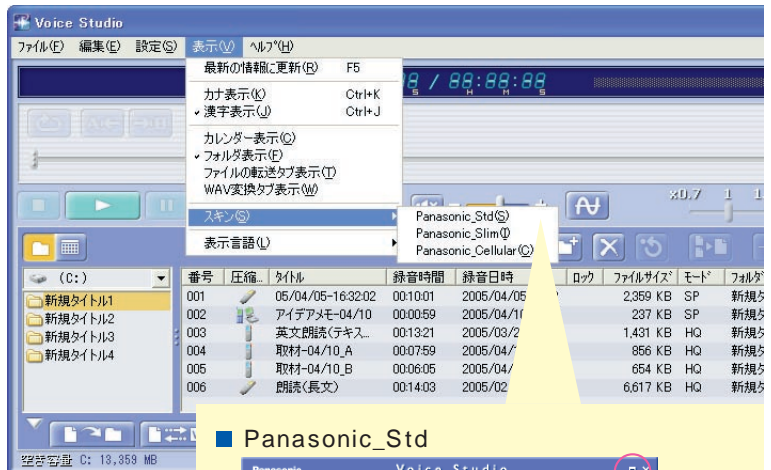 Voice Studio
ファイル(F) 編集(E) 設定(S) 表示(V) ヘルプ(H)
最新の情報に更新(R) F5
カナ表示(K) Ctrl+K
✓漢字表示(J) Ctrl+J
カレンダー表示(C)
✓フォルダ表示(F)
ファイルの転送タブ表示(T)
WAV変換タブ表示(W)
スキン(S)
表示言語(L)
Panasonic_Std(S)
Panasonic_Slim(I)
Panasonic_Cellular(C)
/ 88:88:88
S H M S
x0.7 1
(C:)
新規タイトル1
新規タイトル2
新規タイトル3
新規タイトル4
番号 圧縮... タイトル 録音時間 録音日時 ロック ファイルサイズ モード フォルダ
001 05/04/05-16:32:02 00:10:01 2005/04/05 2,359 KB SP
002 アイデアメモ-04/10 00:00:59 2005/04/10 237 KB SP
003 英文朗読(テキス... 00:13:21 2005/03/2 1,431 KB HQ
004 取材-04/10_A 00:07:59 2005/04/ 856 KB HQ
005 取材-04/10_B 00:06:05 2005/04/ 654 KB HQ
006 朗読(長文) 00:14:03 2005/02 6,617 KB HQ
空き容量 C: 13,359 MB
■ Panasonic_Std
Panasonic Voice Studio